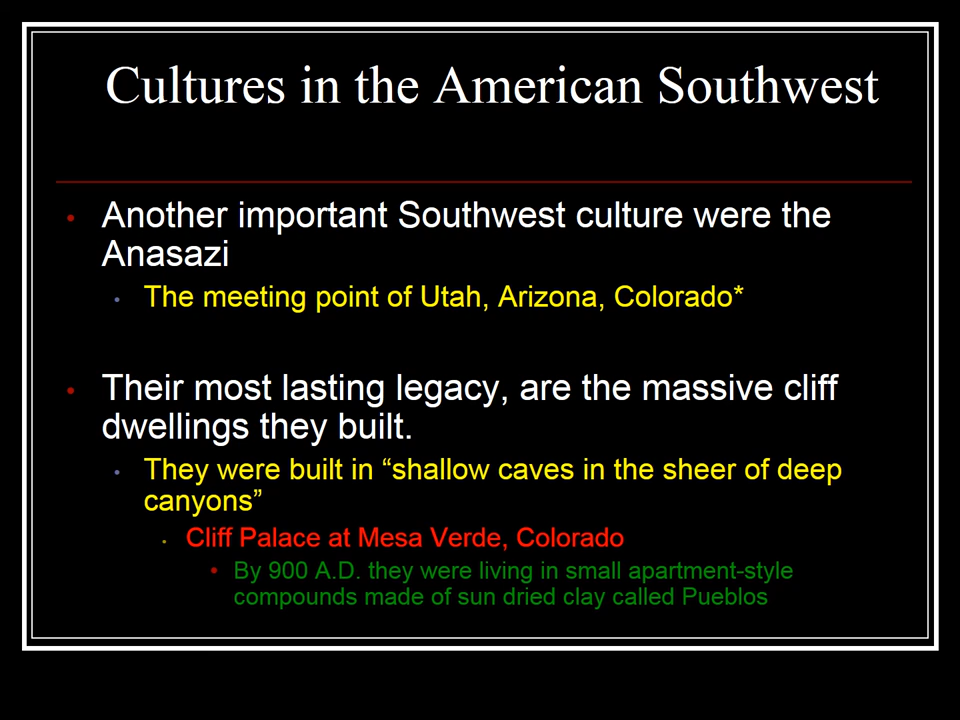 Cultures in the American Southwest
• Another important Southwest culture were the
Anasazi
• The meeting point of Utah, Arizona, Colorado*
• Their most lasting legacy, are the massive cliff
dwellings they built.
• They were built in “shallow caves in the sheer of deep
canyons”
• Cliff Palace at Mesa Verde, Colorado
• By 900 A.D. they were living in small apartment-style
compounds made of sun dried clay called Pueblos